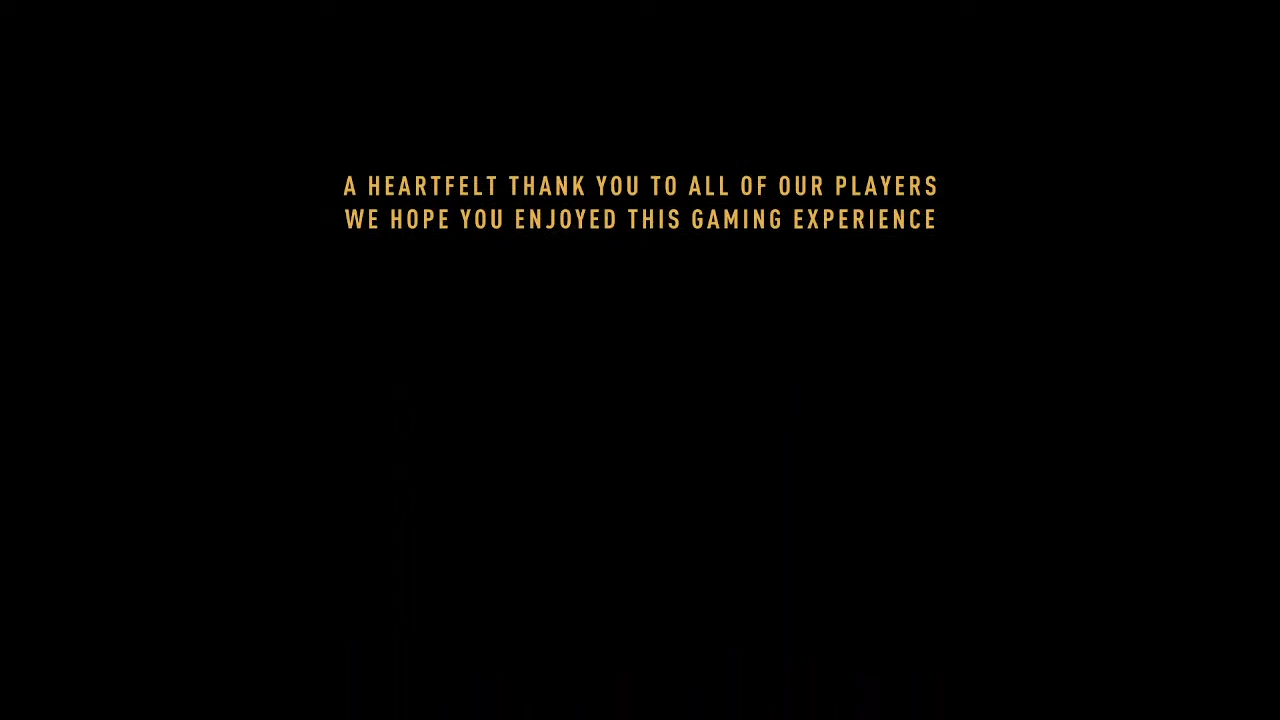 A HEARTFELT THANK YOU TO ALL OF OUR PLAYERS
WE HOPE YOU ENJOYED THIS GAMING EXPERIENCE